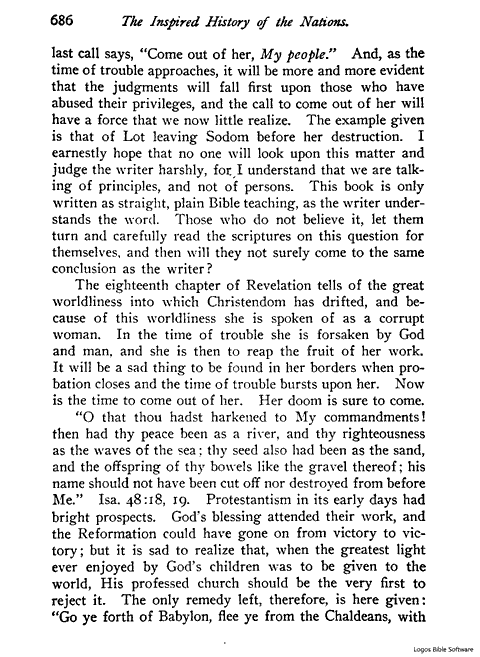 686 The Inspired History of the Nations.
last call says, “Come out of her, My people.” And, as the
time of trouble approaches, it will be more and more evident
that the judgments will fall first upon those who have
abused their privileges, and the call to come out of her will
have a force that we now little realize. The example given
is that of Lot leaving Sodom before her destruction. I
earnestly hope that no one will look upon this matter and
judge the writer harshly, for I understand that we are talk-
ing of principles, and not of persons. This book is only
written as straight, plain Bible teaching, as the writer under-
stands the word. Those who do not believe it, let them
turn and carefully read the scriptures on this question for
themselves, and then will they not surely come to the same
conclusion as the writer?
The eighteenth chapter of Revelation tells of the great
worldliness into which Christendom has drifted, and be-
cause of this worldliness she is spoken of as a corrupt
woman. In the time of trouble she is forsaken by God
and man, and she is then to reap the fruit of her work.
It will be a sad thing to be found in her borders when pro-
bation closes and the time of trouble bursts upon her. Now
is the time to come out of her. Her doom is sure to come.
“O that thou hadst harkened to My commandments!
then had thy peace been as a river, and thy righteousness
as the waves of the sea; thy seed also had been as the sand,
and the offspring of thy bowels like the gravel thereof; his
name should not have been cut off nor destroyed from before
Me.” Isa. 48:18, 19. Protestantism in its early days had
bright prospects. God’s blessing attended their work, and
the Reformation could have gone on from victory to vic-
tory; but it is sad to realize that, when the greatest light
ever enjoyed by God’s children was to be given to the
world, His professed church should be the very first to
reject it. The only remedy left, therefore, is here given:
“Go ye forth of Babylon, flee ye from the Chaldeans, with
Logos Bible Software